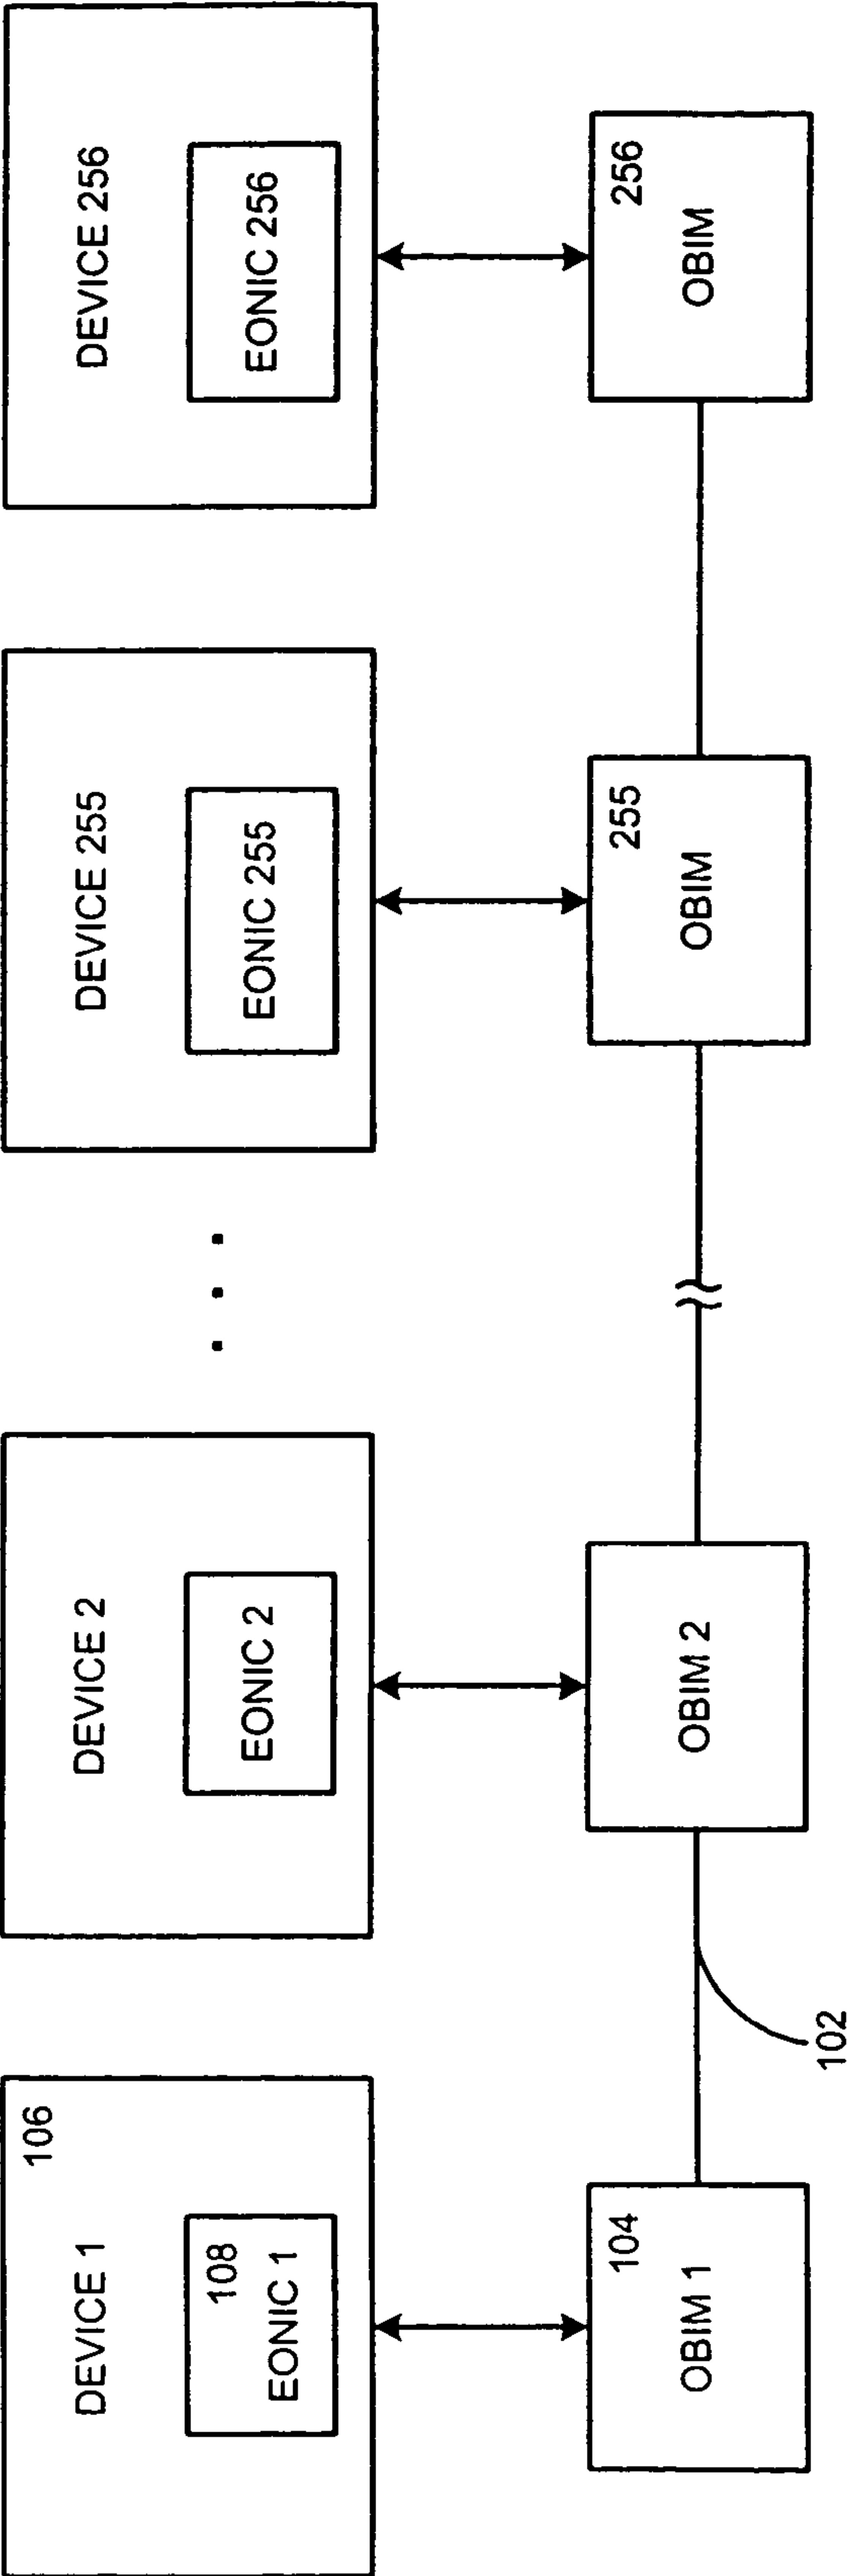 DEVICE 1
106
108
EONIC 1
DEVICE 2
EONIC 2
. . .
DEVICE 255
EONIC 255
DEVICE 256
EONIC 256
104
OBIM 1
102
OBIM 2
255
OBIM
256
OBIM